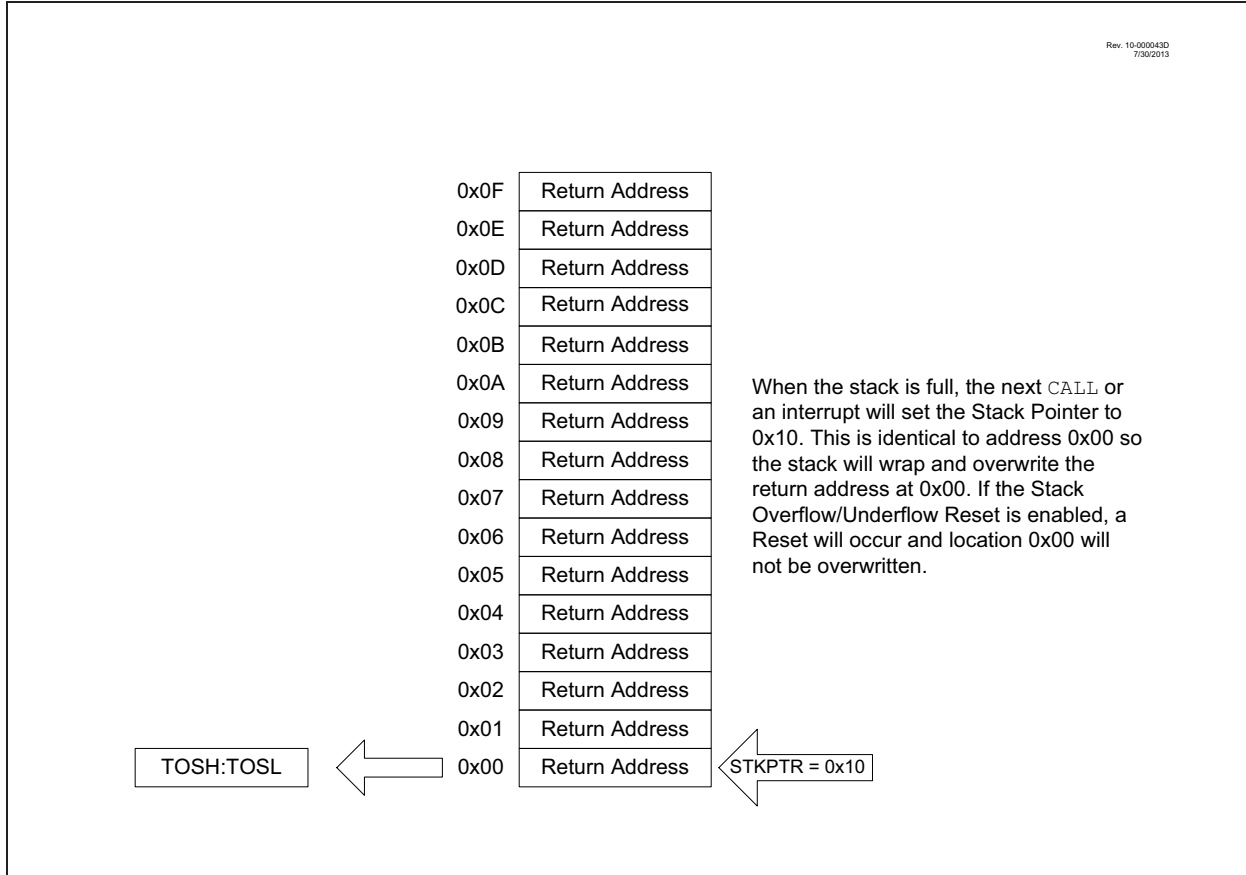 Rev. 10-000043D
7/30/2013
0x0F Return Address
0x0E Return Address
0x0D Return Address
0x0C Return Address
0x0B Return Address
0x0A Return Address
0x09 Return Address
0x08 Return Address
0x07 Return Address
0x06 Return Address
0x05 Return Address
0x04 Return Address
0x03 Return Address
0x02 Return Address
0x01 Return Address
TOSH:TOSL 0x00 Return Address STKPTR = 0x10
When the stack is full, the next CALL or
an interrupt will set the Stack Pointer to
0x10. This is identical to address 0x00 so
the stack will wrap and overwrite the
return address at 0x00. If the Stack
Overflow/Underflow Reset is enabled, a
Reset will occur and location 0x00 will
not be overwritten.